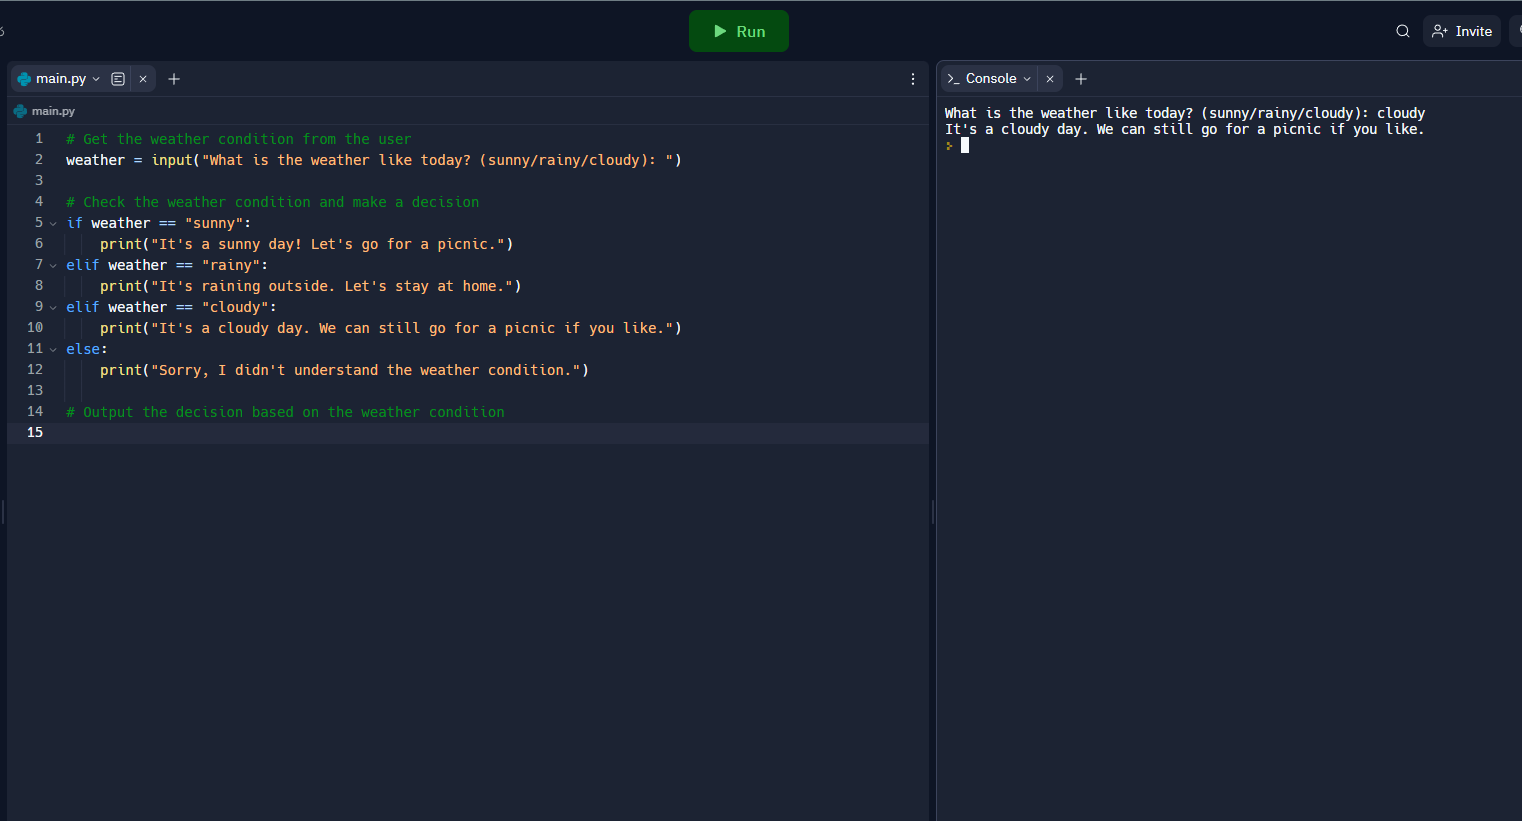 Run
Invite
main.py
>_ Console
main.py
1 # Get the weather condition from the user
2 weather = input("What is the weather like today? (sunny/rainy/cloudy): ")
3
4 # Check the weather condition and make a decision
5 if weather == "sunny":
6     print("It's a sunny day! Let's go for a picnic.")
7 elif weather == "rainy":
8     print("It's raining outside. Let's stay at home.")
9 elif weather == "cloudy":
10     print("It's a cloudy day. We can still go for a picnic if you like.")
11 else:
12     print("Sorry, I didn't understand the weather condition.")
13
14 # Output the decision based on the weather condition
15
What is the weather like today? (sunny/rainy/cloudy): cloudy
It's a cloudy day. We can still go for a picnic if you like.